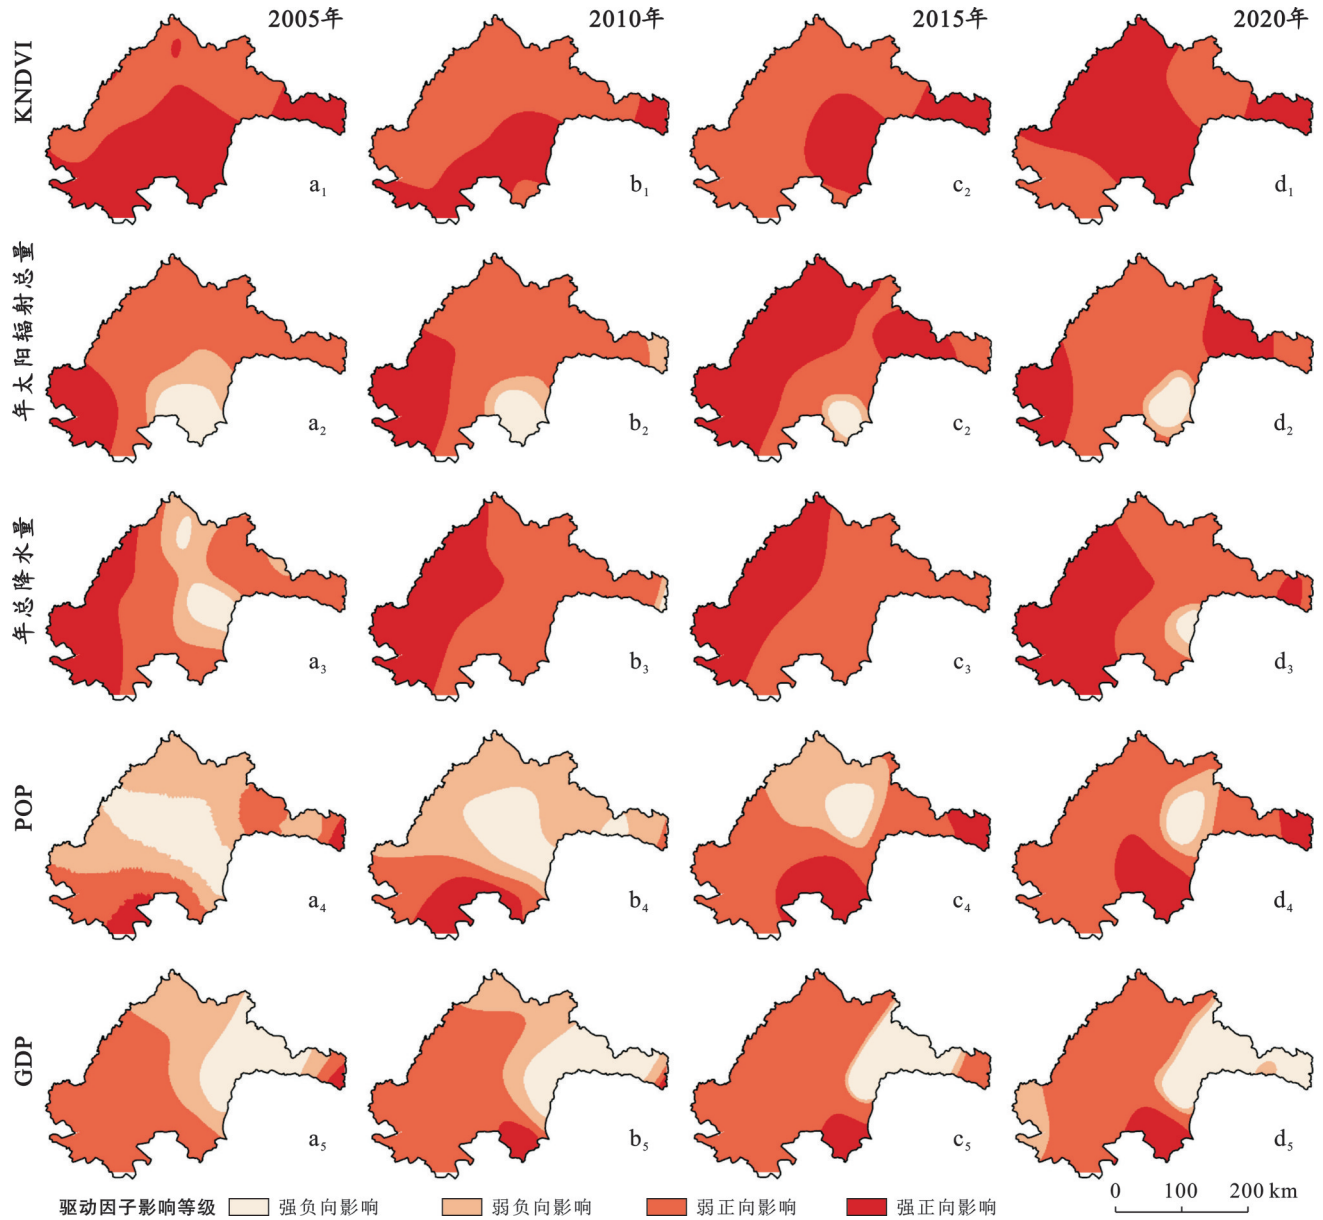 2005年 2010年 2015年 2020年
KNDVI
a1 b1 c2 d1
年太阳辐射总量
a2 b2 c2 d2
年总降水量
a3 b3 c3 d3
POP
a4 b4 c4 d4
GDP
a5 b5 c5 d5
驱动因子影响等级 强负向影响 弱负向影响 弱正向影响 强正向影响
0 100 200 km